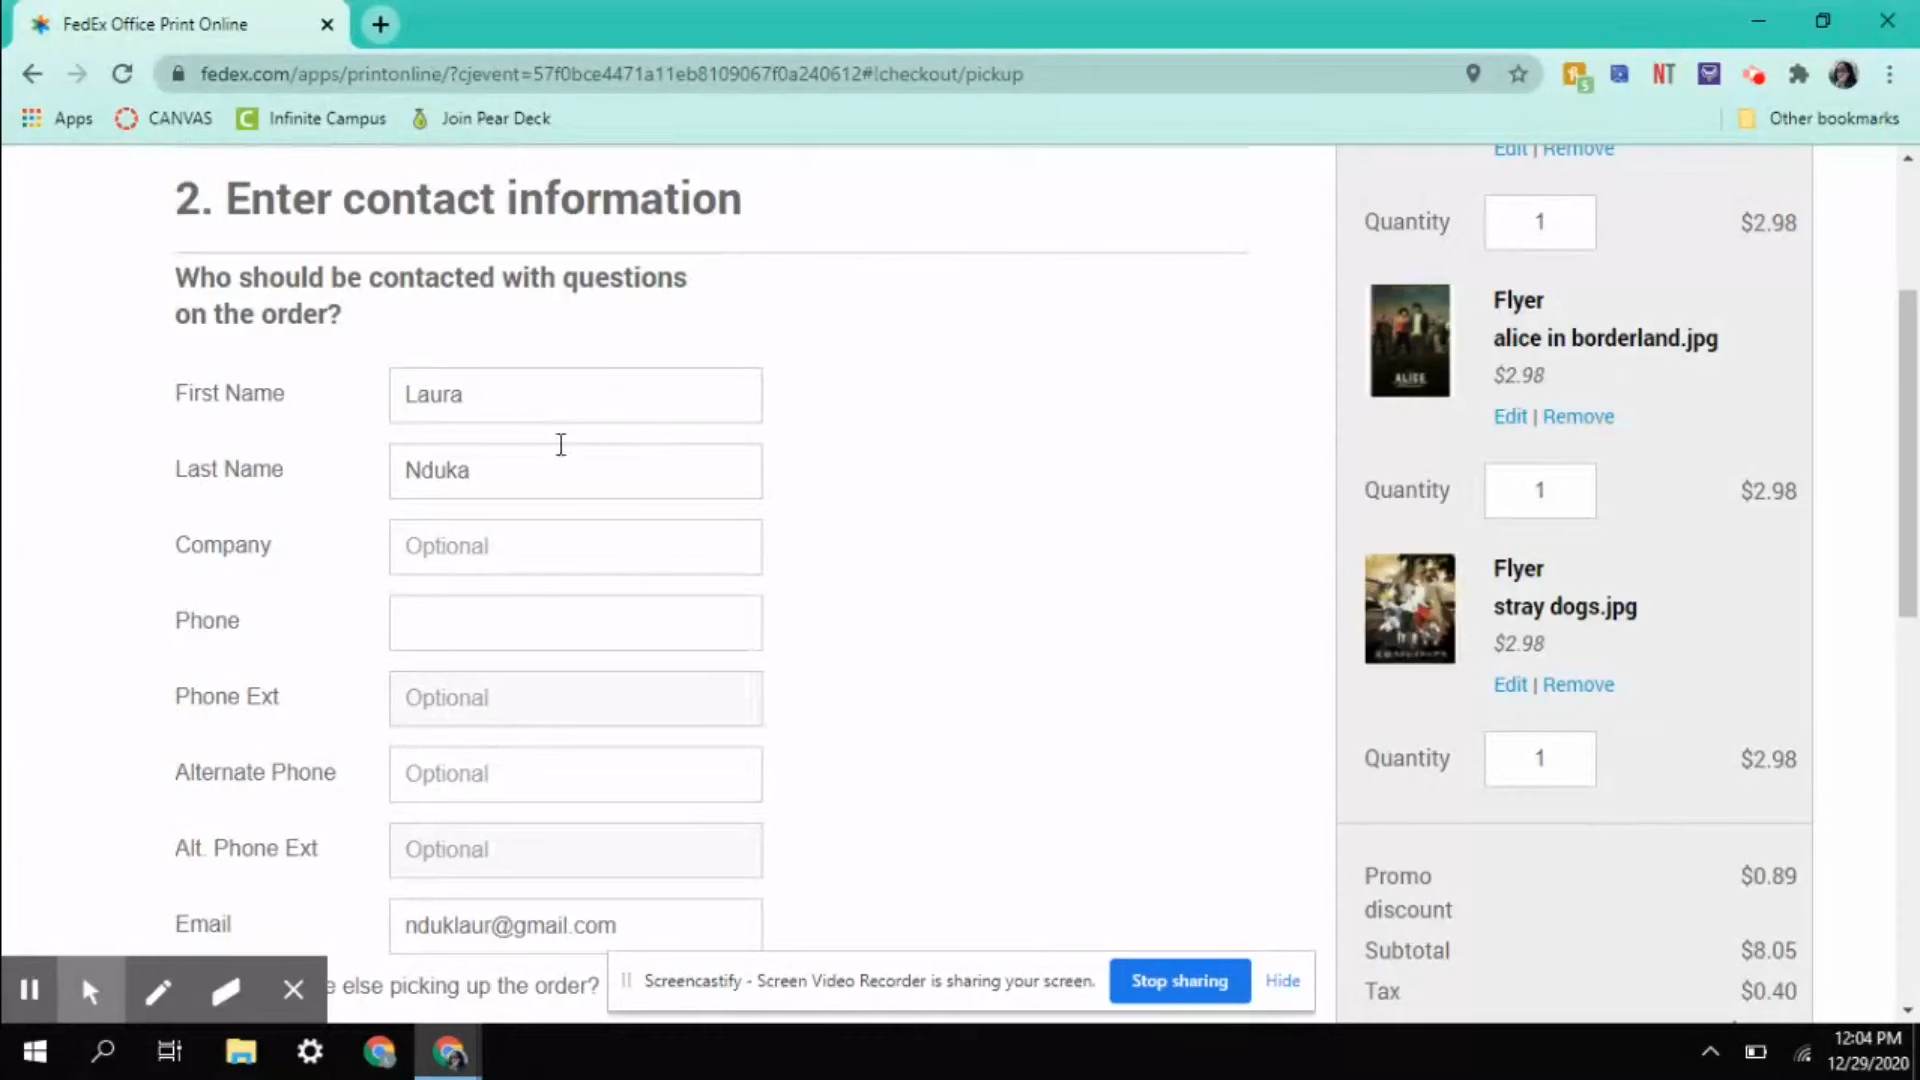 FedEx Office Print Online
fedex.com/apps/printonline/?cjevent=57f0bce4471a11eb8109067f0a240612#!checkout/pickup
NT
5
Apps
CANVAS
Infinite Campus
Join Pear Deck
Other bookmarks
2. Enter contact information
Who should be contacted with questions
on the order?
First Name
Laura
Last Name
Nduka
Company
Optional
Phone
Phone Ext
Optional
Alternate Phone
Optional
Alt. Phone Ext
Optional
Email
nduklaur@gmail.com
e else picking up the order?
Edit | Remove
Quantity
1
$2.98
ALICE
Flyer
alice in borderland.jpg
$2.98
Edit | Remove
Quantity
1
$2.98
Flyer
stray dogs.jpg
$2.98
Edit | Remove
Quantity
1
$2.98
Promo
discount
$0.89
Subtotal
$8.05
Tax
$0.40
Screencastify - Screen Video Recorder is sharing your screen.
Stop sharing
Hide
12:04 PM
12/29/2020